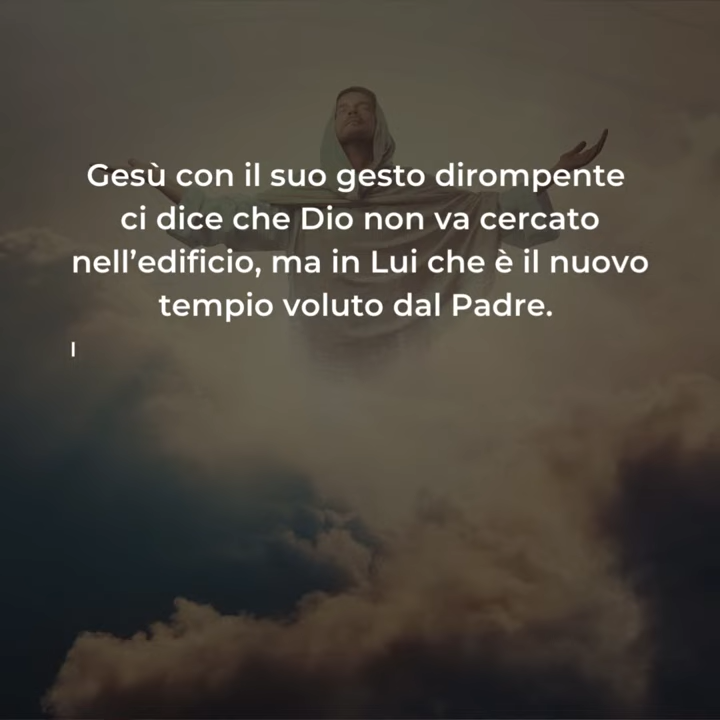 Gesù con il suo gesto dirompente
ci dice che Dio non va cercato
nell’edificio, ma in Lui che è il nuovo
tempio voluto dal Padre.
I